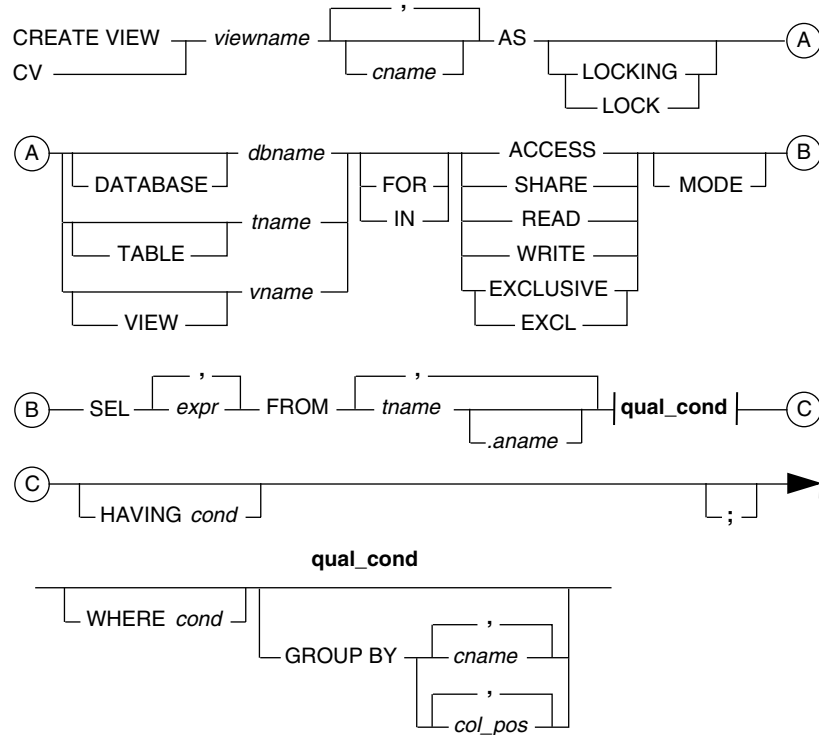 ,
CREATE VIEW viewname AS A
CV cname LOCKING
LOCK
A dbname ACCESS B
DATABASE FOR SHARE MODE
tname IN READ
TABLE WRITE
vname EXCLUSIVE
VIEW EXCL
, ,
B SEL expr FROM tname qual_cond C
.aname
C
HAVING cond ;
qual_cond
WHERE cond ,
GROUP BY cname
,
col_pos